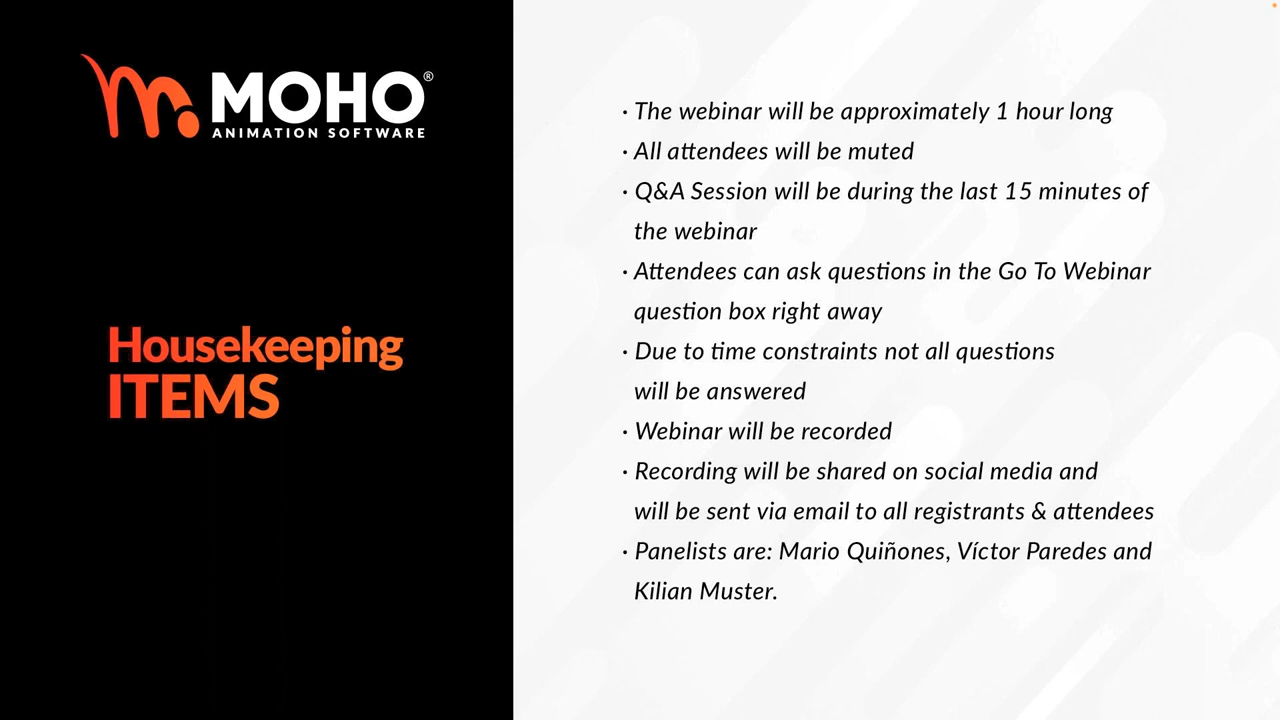 MOHO®
ANIMATION SOFTWARE
Housekeeping
ITEMS
· The webinar will be approximately 1 hour long
· All attendees will be muted
· Q&A Session will be during the last 15 minutes of
the webinar
· Attendees can ask questions in the Go To Webinar
question box right away
· Due to time constraints not all questions
will be answered
· Webinar will be recorded
· Recording will be shared on social media and
will be sent via email to all registrants & attendees
· Panelists are: Mario Quiñones, Víctor Paredes and
Kilian Muster.